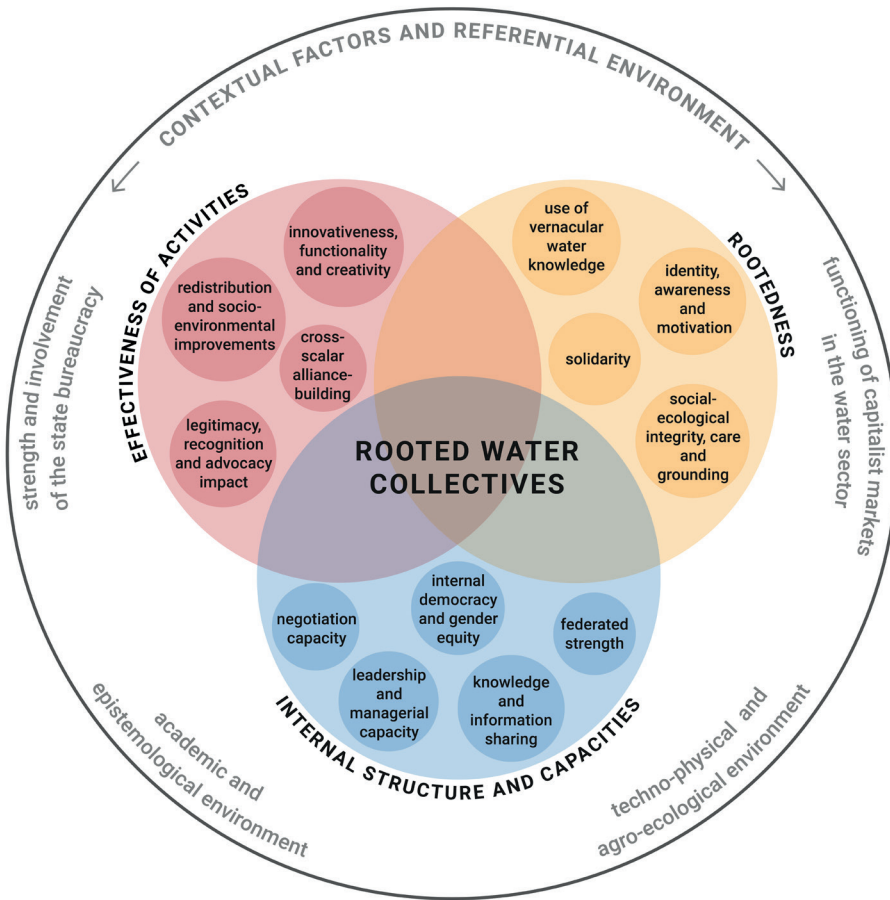 CONTEXTUAL FACTORS AND REFERENTIAL ENVIRONMENT
EFFECTIVENESS OF ACTIVITIES
innovativeness,
functionality
and creativity
redistribution
and socio-
environmental
improvements
cross-
scalar
alliance-
building
legitimacy,
recognition
and advocacy
impact
ROOTEDNESS
use of
vernacular
water
knowledge
identity,
awareness
and
motivation
solidarity
social-
ecological
integrity, care
and
grounding
ROOTED WATER
COLLECTIVES
internal
democracy
and gender
equity
negotiation
capacity
federated
strength
leadership
and
managerial
capacity
knowledge
and
information
sharing
INTERNAL STRUCTURE AND CAPACITIES
strength and involvement
of the state bureaucracy
functioning of capitalist markets
in the water sector
academic and
epistemological environment
techno-physical and
agro-ecological environment